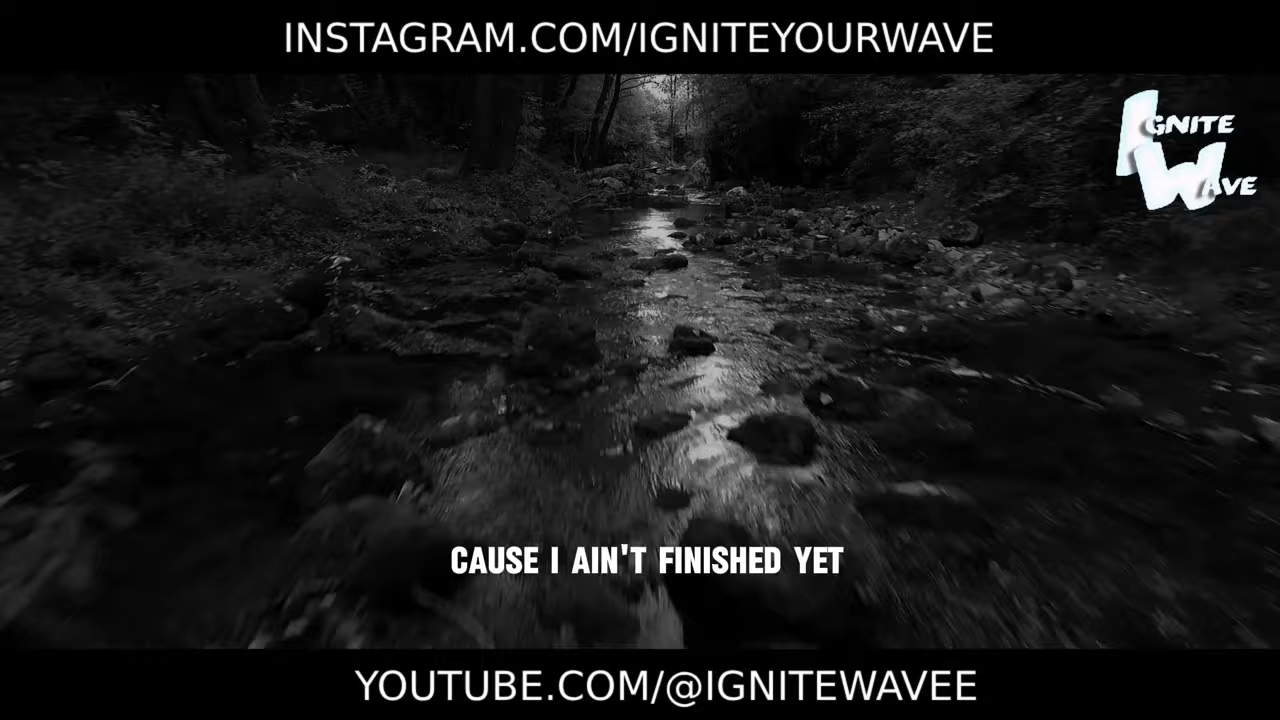 INSTAGRAM.COM/IGNITEYOURWAVE
IGNITE
WAVE
CAUSE I AIN'T FINISHED YET
YOUTUBE.COM/@IGNITEWAVEE